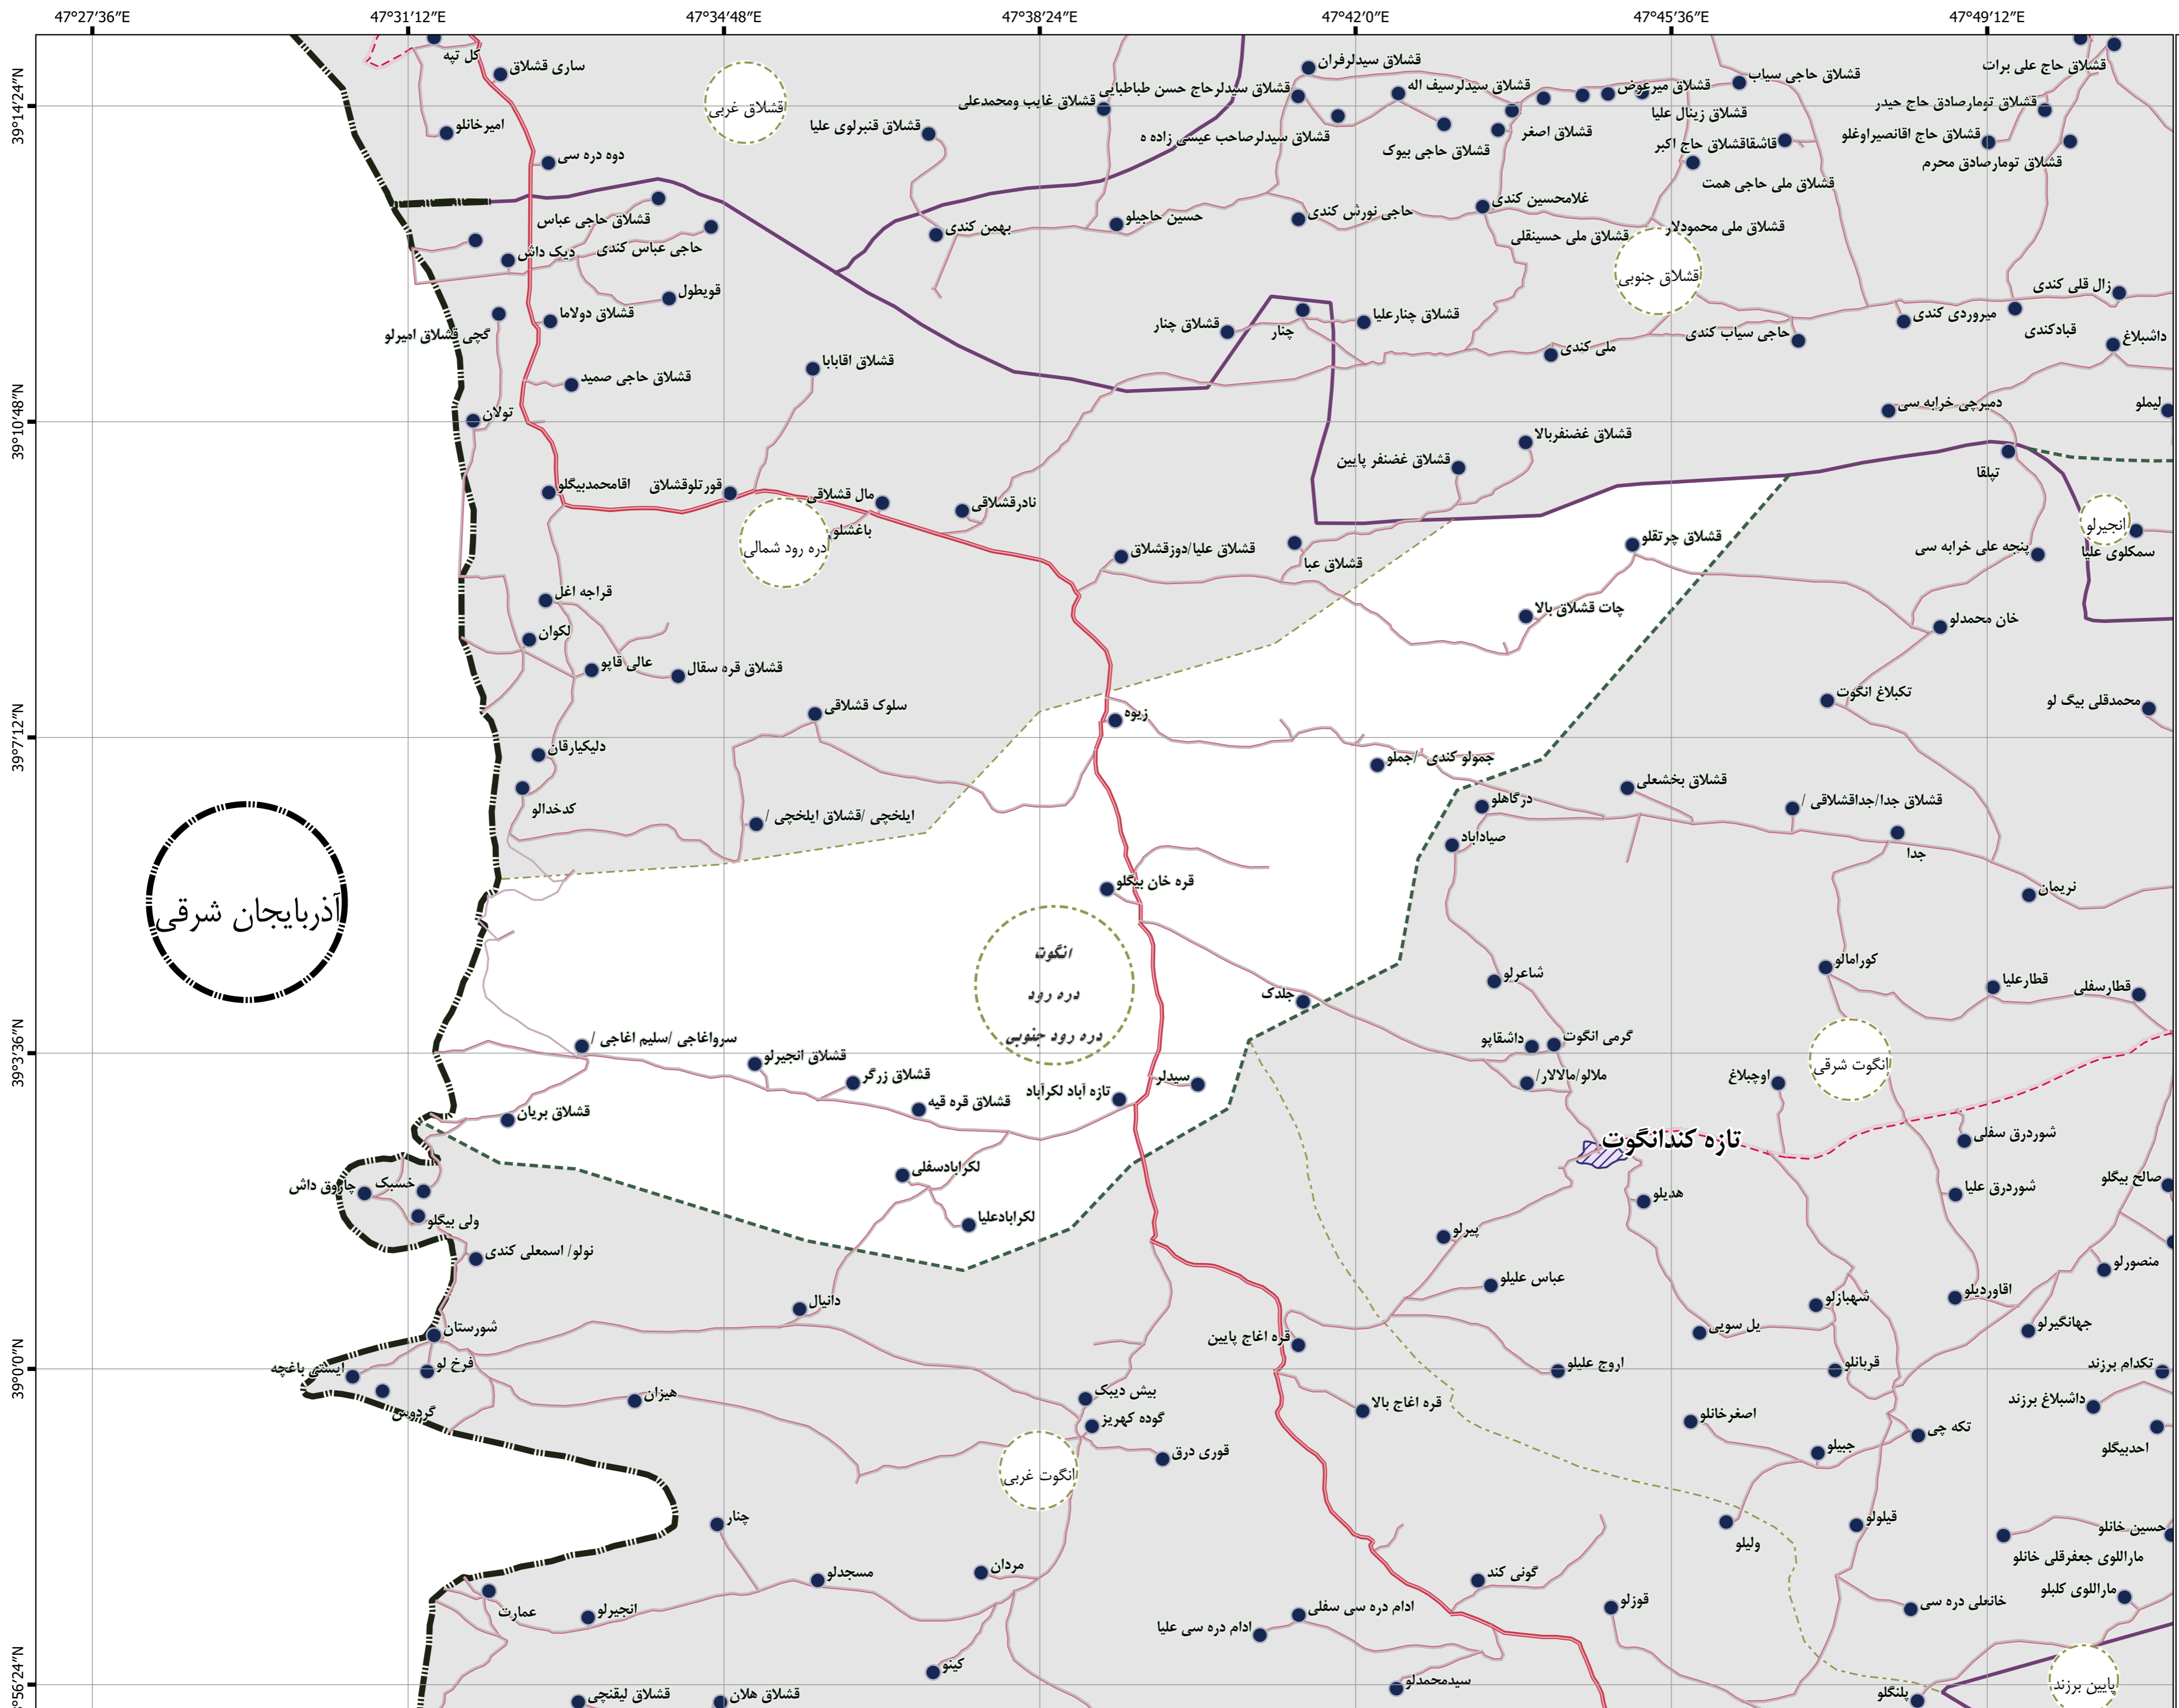 47°27'36"E
47°31'12"E
47°34'48"E
47°38'24"E
47°42'0"E
47°45'36"E
47°49'12"E
39°14'24"N
39°10'48"N
39°7'12"N
39°3'36"N
39°0'0"N
°56'24"N
کل تپه
ساری قشلاق
قشلاق غربی
قشلاق سیدلرفران
قشلاق حاج علی برات
قشلاق حاجی سیاب
قشلاق میرعوض
قشلاق سیدلرسیف اله
قشلاق سیدلرحاج حسن طباطبایی
قشلاق غایب ومحمدعلی
قشلاق تومارصادق حاج حیدر
قشلاق زینال علیا
امیرخانلو
قشلاق قنبرلوی علیا
قشلاق سیدلرصاحب عیسی زاده ه
قشلاق اصغر
قشلاق حاج اقانصیراوغلو
قاشقاقشلاق حاج اکبر
قشلاق حاجی بیوک
دوه دره سی
قشلاق تومارصادق محرم
قشلاق ملی حاجی همت
غلامحسین کندی
قشلاق حاجی عباس
حسین حاجیلو
حاجی نورش کندی
بهمن کندی
قشلاق ملی محمودلار
قشلاق ملی حسینقلی
دیک داش
حاجی عباس کندی
قشلاق جنوبی
قویطول
زال قلی کندی
قشلاق دولاما
گچی قشلاق امیرلو
قشلاق چنار
چنار
قشلاق چنارعلیا
میروردی کندی
قبادکندی
حاجی سیاب کندی
داشبلاغ
ملی کندی
قشلاق اقابابا
قشلاق حاجی صمید
تولان
دمیرچی خرابه سی
لیملو
قشلاق غضنفربالا
قشلاق غضنفر پایین
تپلقا
اقامحمدبیگلو
قورتلوقشلاق
مال قشلاقی
نادرقشلاقی
باغشلو
دره رود شمالی
انجیرلو
سمکلوی علیا
قشلاق چرتقلو
پنجه علی خرابه سی
قشلاق علیا/دوزقشلاق
قشلاق عبا
قراجه اغل
چات قشلاق بالا
خان محمدلو
لکوان
عالی قاپو
قشلاق قره سقال
تکبلاغ انگوت
محمدقلی بیگ لو
سلوک قشلاقی
زیوه
دلیکیارقان
جمولو کندی /جملو
قشلاق بخشعلی
قشلاق جدا/جداقشلاقی /
درگاهلو
کدخدالو
ایلخچی /قشلاق ایلخچی /
صیاداباد
جدا
نریمان
قره خان بیگلو
آذربایجان شرقی
انگوت
دره رود
دره رود جنوبی
کورامالو
شاعرلو
قطارعلیا
قطارسفلی
جلدک
سرواغاجی /سلیم اغاجی /
داشقاپو
گرمی انگوت
انگوت شرقی
قشلاق انجیرلو
قشلاق زرگر
سیدلر
ملالو/مالالار/
اوچبلاغ
تازه آباد لکرآباد
قشلاق قره قیه
قشلاق بریان
شوردرق سفلی
تازه کندانگوت
لکرابادسفلی
خسبک
چاروق داش
صالح بیگلو
شوردرق علیا
هدیلو
ولی بیگلو
لکرابادعلیا
پیرلو
نولو/ اسمعلی کندی
منصورلو
عباس علیلو
اقاوردیلو
شهبازلو
دانیال
شورستان
یل سویی
جهانگیرلو
قره اغاج پایین
فرخ لو
ایستی باغچه
اروج علیلو
قربانلو
تکدام برزند
هیزان
بیش دیبک
قره اغاج بالا
داشبلاغ برزند
گردوس
گوده کهریز
اصغرخانلو
تکه چی
قوری درق
جبیلو
احدبیگلو
انگوت غربی
چنار
قیلولو
حسین خانلو
ولیلو
ماراللوی جعفرقلی خانلو
مسجدلو
مردان
گونی کند
ماراللوی کلبلو
انجیرلو
عمارت
ادام دره سی سفلی
قوزلو
خانعلی دره سی
ادام دره سی علیا
کینو
سیدمحمدلو
قشلاق لیقنچی
قشلاق هلان
پلنگلو
پایین برزند